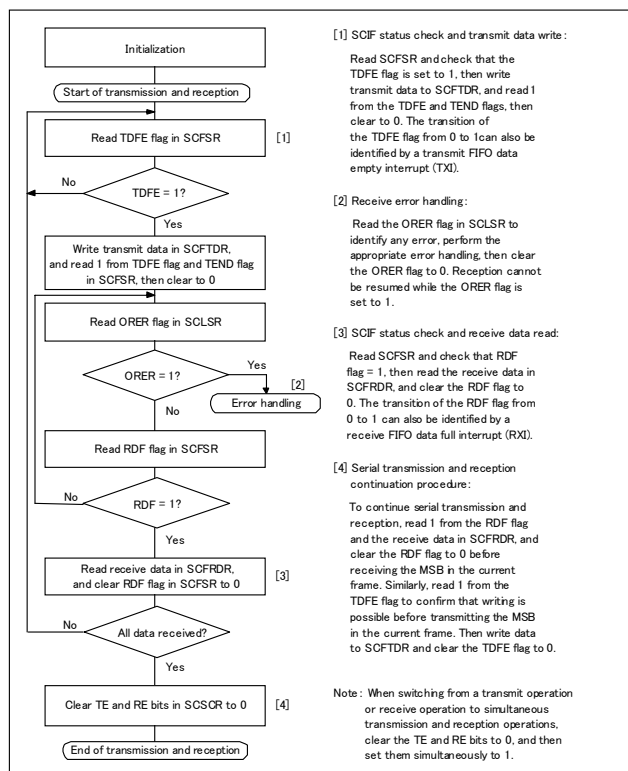 Initialization
Start of transmission and reception
Read TDFE flag in SCFSR
[1]
No
TDFE = 1?
Yes
Write transmit data in SCFTDR,
and read 1 from TDFE flag and TEND flag
in SCFSR, then clear to 0
Read ORER flag in SCLSR
ORER = 1?
Yes
[2]
Error handling
No
Read RDF flag in SCFSR
No
RDF = 1?
Yes
Read receive data in SCFRDR,
and clear RDF flag in SCFSR to 0
[3]
No
All data received?
Yes
Clear TE and RE bits in SCSCR to 0
[4]
End of transmission and reception
[1] SCIF status check and transmit data write:
Read SCFSR and check that the
TDFE flag is set to 1, then write
transmit data to SCFTDR, and read 1
from the TDFE and TEND flags, then
clear to 0. The transition of
the TDFE flag from 0 to 1can also be
identified by a transmit FIFO data
empty interrupt (TXI).
[2] Receive error handling:
Read the ORER flag in SCLSR to
identify any error, perform the
appropriate error handling, then clear
the ORER flag to 0. Reception cannot
be resumed while the ORER flag is
set to 1.
[3] SCIF status check and receive data read:
Read SCFSR and check that RDF
flag = 1, then read the receive data in
SCFRDR, and clear the RDF flag to
0. The transition of the RDF flag from
0 to 1 can also be identified by a
receive FIFO data full interrupt (RXI).
[4] Serial transmission and reception
continuation procedure:
To continue serial transmission and
reception, read 1 from the RDF flag
and the receive data in SCFRDR, and
clear the RDF flag to 0 before
receiving the MSB in the current
frame. Similarly, read 1 from the
TDFE flag to confirm that writing is
possible before transmitting the MSB
in the current frame. Then write data
to SCFTDR and clear the TDFE flag to 0.
Note: When switching from a transmit operation
or receive operation to simultaneous
transmission and reception operations,
clear the TE and RE bits to 0, and then
set them simultaneously to 1.